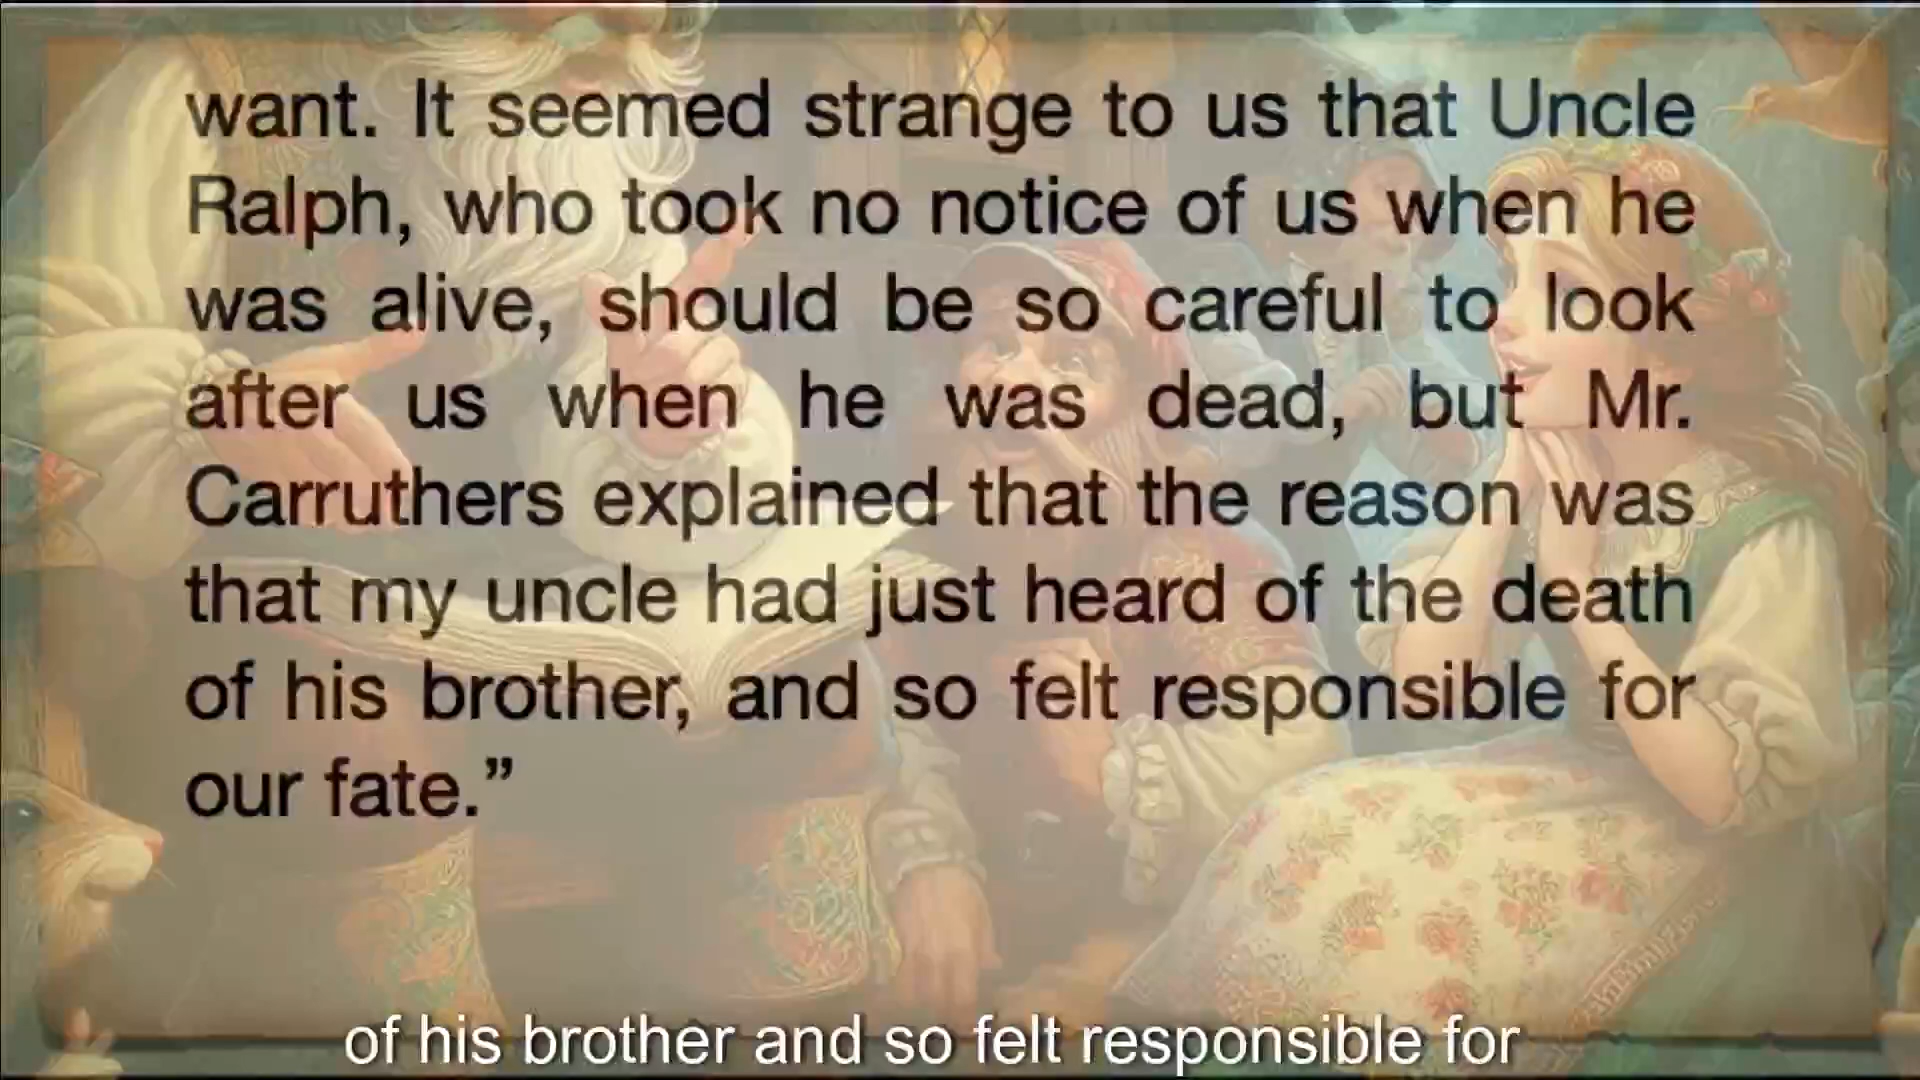 want. It seemed strange to us that Uncle
Ralph, who took no notice of us when he
was alive, should be so careful to look
after us when he was dead, but Mr.
Carruthers explained that the reason was
that my uncle had just heard of the death
of his brother, and so felt responsible for
our fate.”
of his brother and so felt responsible for